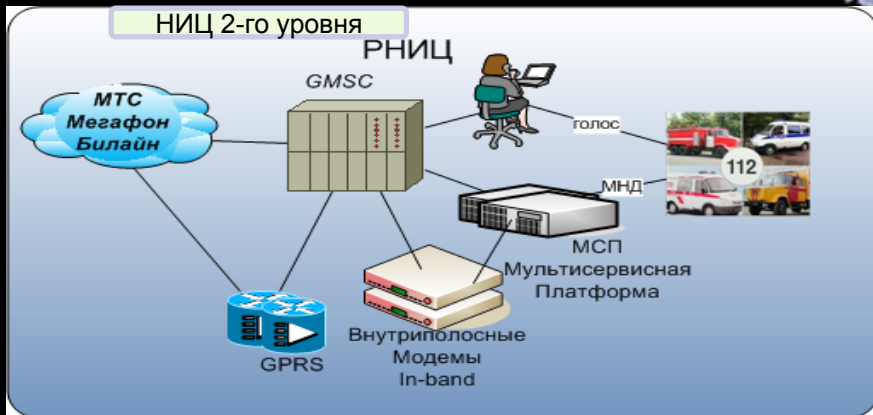 НИЦ 2-го уровня
РНИЦ
GMSC
МТС
Мегафон
Билайн
голос
112
МНД
МСП
Мультисервисная
Платформа
Внутриполосные
Модемы
In-band
GPRS